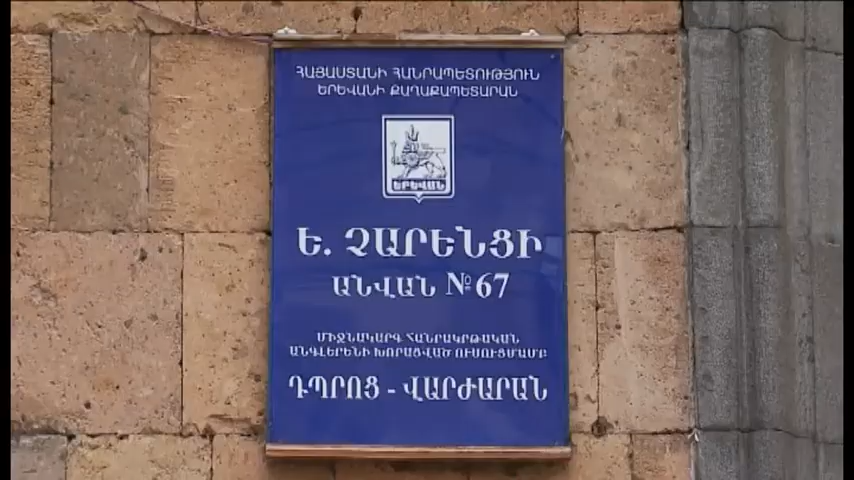 ՀԱՅԱՍՏԱՆԻ ՀԱՆՐԱՊԵՏՈՒԹՅՈՒՆ
ԵՐԵՎԱՆԻ ՔԱՂԱՔԱՊԵՏԱՐԱՆ
ԵՐԵՎԱՆ
Ե. ՉԱՐԵՆՑԻ
ԱՆՎԱՆ №67
ՄԻՋՆԱԿԱՐԳ ՀԱՆՐԱԿՐԹԱԿԱՆ
ԱՆԳԼԵՐԵՆԻ ԽՈՐԱՑՎԱԾ ՈՒՍՈՒՑՄԱՄԲ
ԴՊՐՈՑ - ՎԱՐԺԱՐԱՆ